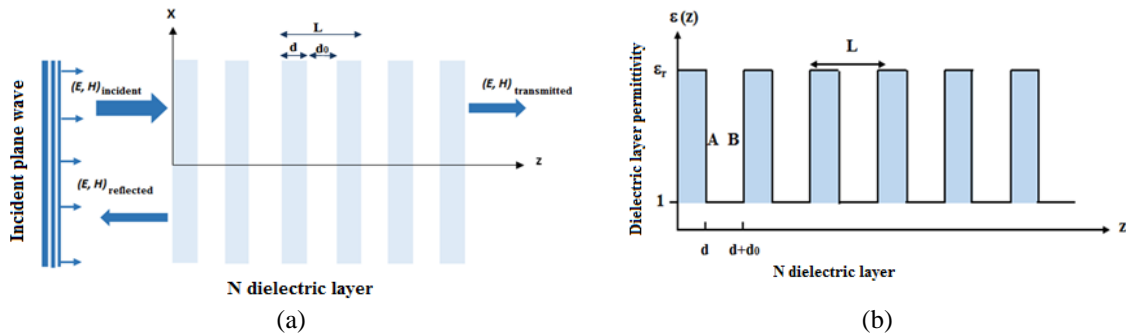 X
L
d d₀
(E, H)incident
(E, H)transmitted
z
(E, H)reflected
Incident plane wave
N dielectric layer
(a)
ε (z)
L
εr
A B
1
Dielectric layer permittivity
z
d d+d₀
N dielectric layer
(b)